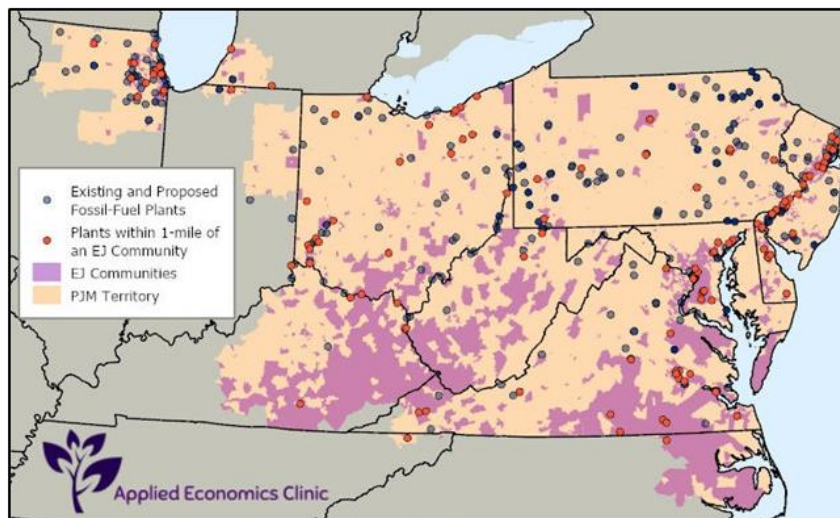 Existing and Proposed
Fossil-Fuel Plants
Plants within 1-mile of
an EJ Community
EJ Communities
PJM Territory
Applied Economics Clinic